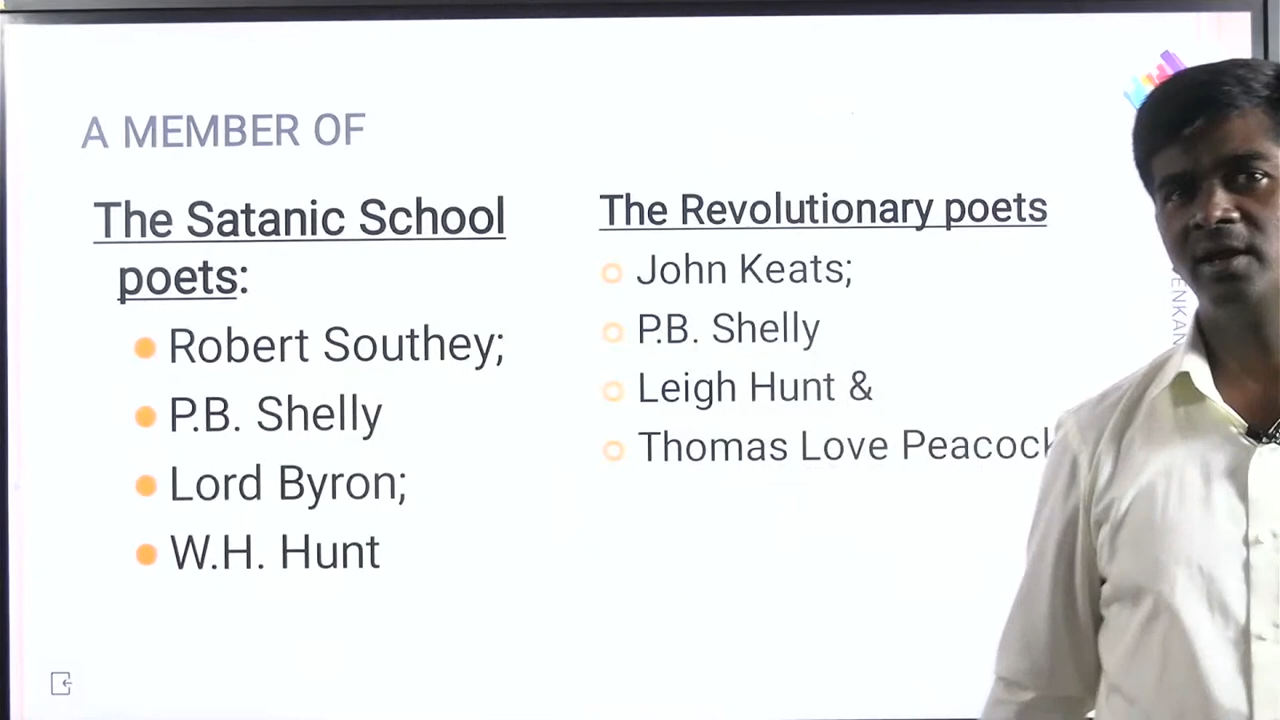 A MEMBER OF
The Satanic School
poets:
Robert Southey;
P.B. Shelly
Lord Byron;
W.H. Hunt
The Revolutionary poets
John Keats;
P.B. Shelly
Leigh Hunt &
Thomas Love Peacock